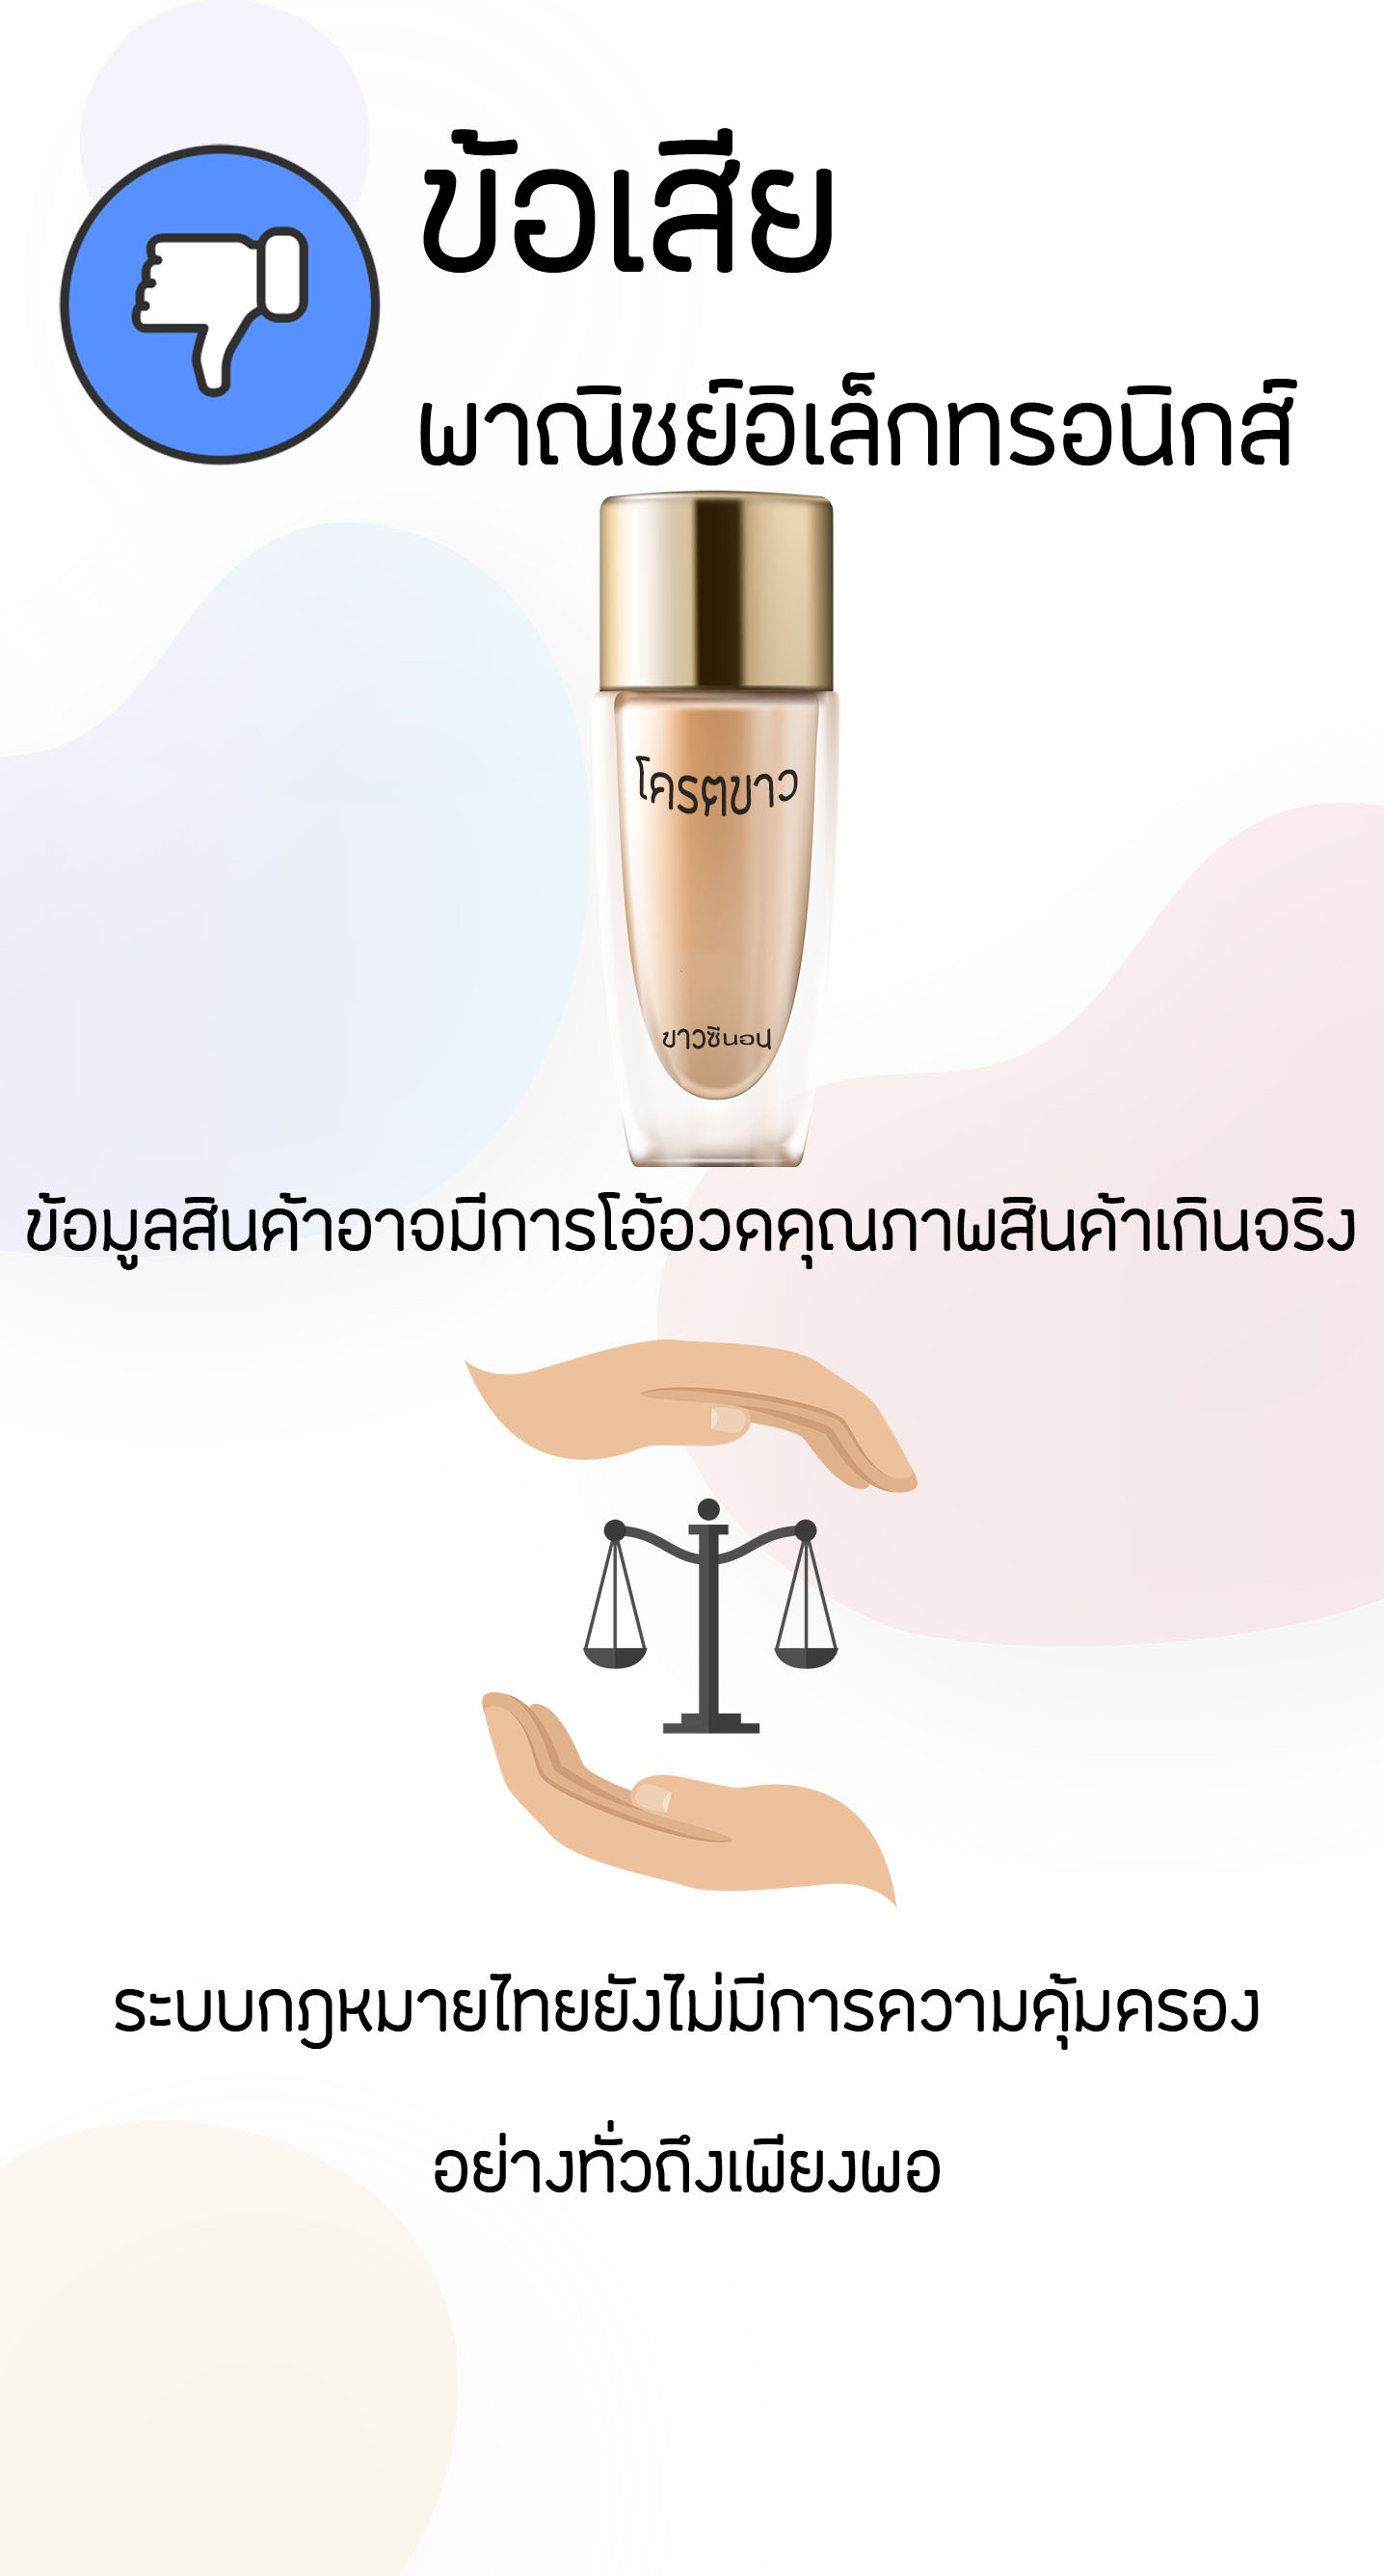 ข้อเสีย
พาณิชย์อิเล็กทรอนิกส์
โครตขาว
ขาวซีนอน
ข้อมูลสินค้าอาจมีการโอ้อวดคุณภาพสินค้าเกินจริง
ระบบกฎหมายไทยยังไม่มีการความคุ้มครอง
อย่างทั่วถึงเพียงพอ